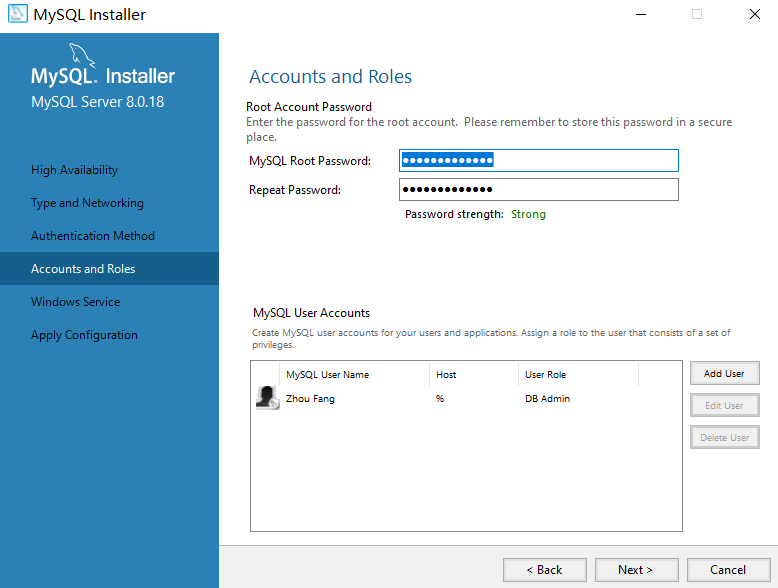 MySQL Installer
MySQL. Installer
MySQL Server 8.0.18
High Availability
Type and Networking
Authentication Method
Accounts and Roles
Windows Service
Apply Configuration
Accounts and Roles
Root Account Password
Enter the password for the root account. Please remember to store this password in a secure
place.
MySQL Root Password: ●●●●●●●●●●●●●
Repeat Password: ●●●●●●●●●●●●●
Password strength: Strong
MySQL User Accounts
Create MySQL user accounts for your users and applications. Assign a role to the user that consists of a set of
privileges.
MySQL User Name Host User Role
Zhou Fang % DB Admin
Add User
Edit User
Delete User
< Back Next > Cancel